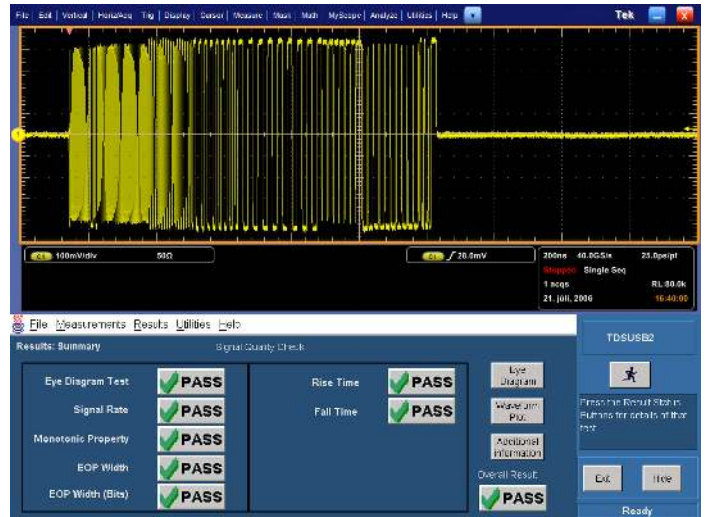 File | Edit | Vertical | Horiz/Acq | Trig | Display | Cursor | Measure | Mask | Math | MyScope | Analyze | Utilities | Help
Tek
C1 100mV/div 50Ω
C1 / 20.0mV
200ns 40.0GS/s 25.0ps/pt
Stopped Single Seq
1 acqs RL:80.0k
21. júlí, 2006 16:40:00
File Measurements Results Utilities Help
Results: Summary Signal Quality Check
TDSUSB2
Eye Diagram Test PASS
Signal Rate PASS
Monotonic Property PASS
EOP Width PASS
EOP Width (Bits) PASS
Rise Time PASS
Fall Time PASS
Eye
Diagram
Waveform
Plot
Additional
Information
Overall Result
PASS
Press the Result Status
Buttons for details of that
test
Exit Hide
Ready